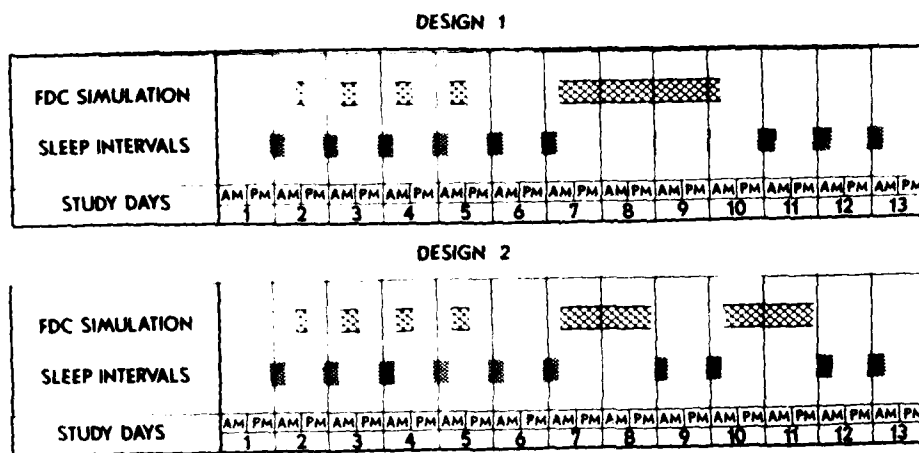 DESIGN 1
FDC SIMULATION
SLEEP INTERVALS
STUDY DAYS AM PM AM PM AM PM AM PM AM PM AM PM AM PM AM PM AM PM AM PM AM PM AM PM AM PM
1 2 3 4 5 6 7 8 9 10 11 12 13
DESIGN 2
FDC SIMULATION
SLEEP INTERVALS
STUDY DAYS AM PM AM PM AM PM AM PM AM PM AM PM AM PM AM PM AM PM AM PM AM PM AM PM AM PM
1 2 3 4 5 6 7 8 9 10 11 12 13